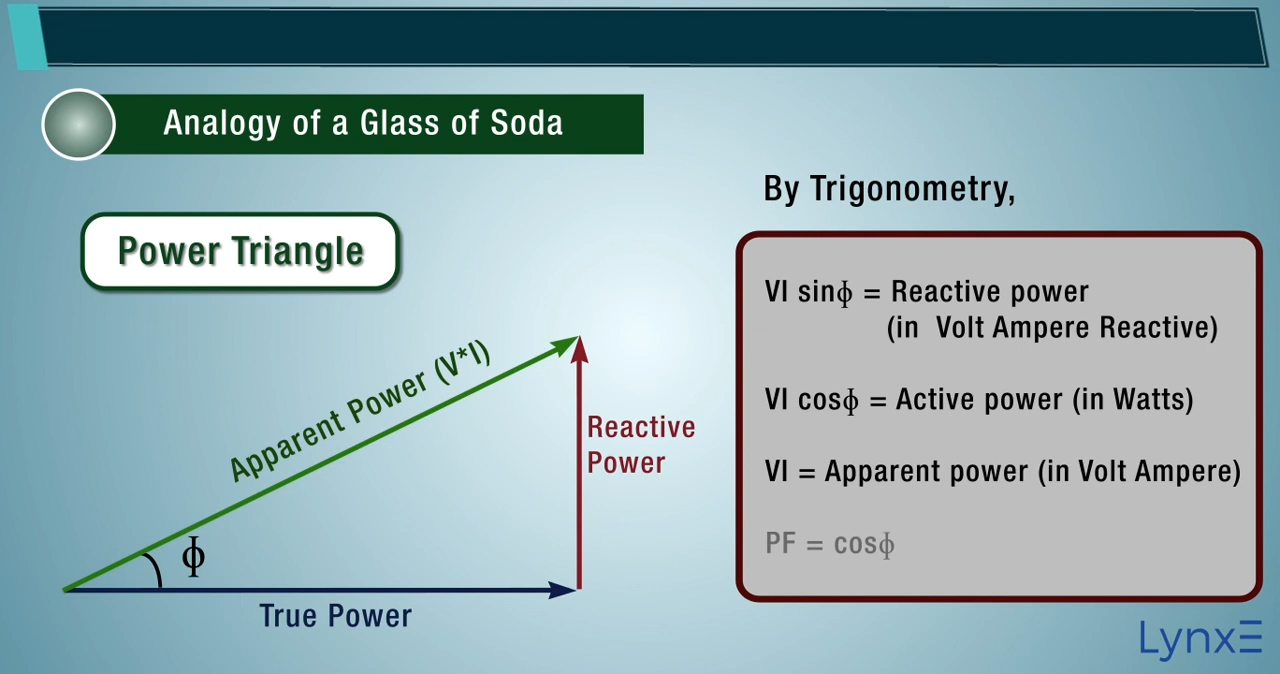 Analogy of a Glass of Soda
Power Triangle
Apparent Power (V*I)
Reactive
Power
ϕ
True Power
By Trigonometry,
VI sinϕ = Reactive power
(in Volt Ampere Reactive)
VI cosϕ = Active power (in Watts)
VI = Apparent power (in Volt Ampere)
PF = cosϕ
LynxE